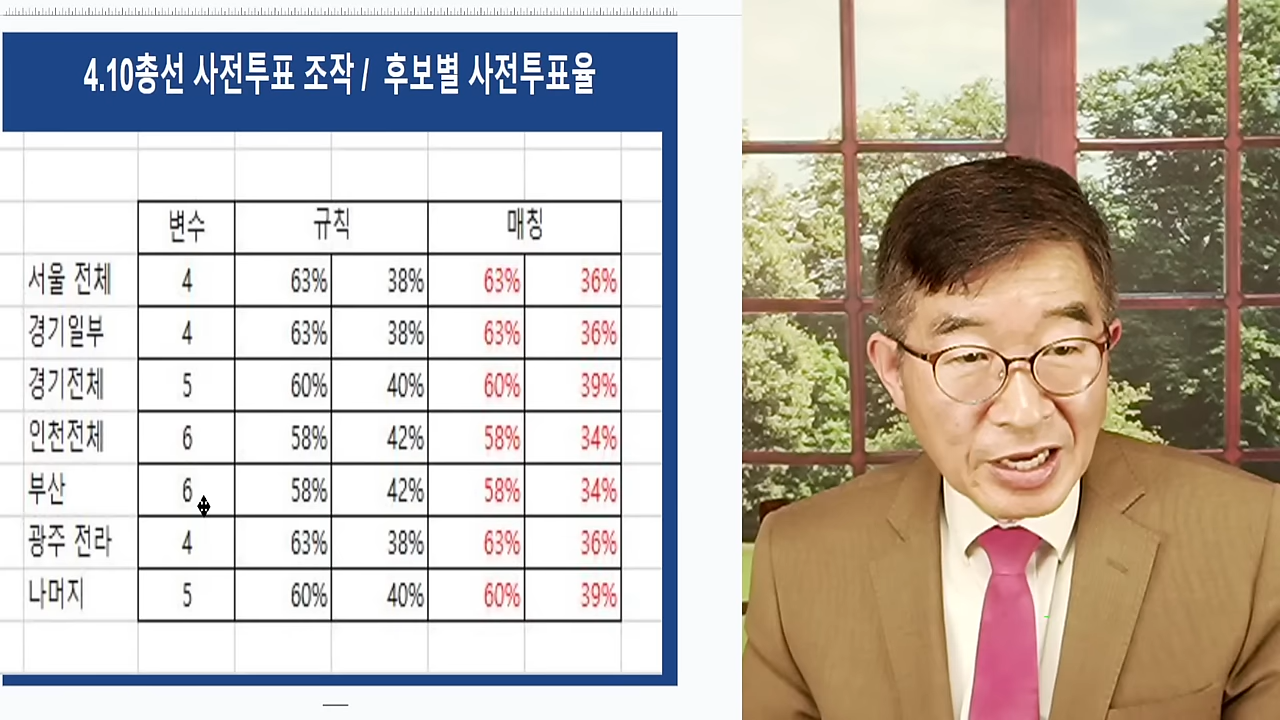 4.10총선 사전투표 조작 / 후보별 사전투표율
변수 규칙 매칭
서울 전체 4 63% 38% 63% 36%
경기일부 4 63% 38% 63% 36%
경기전체 5 60% 40% 60% 39%
인천전체 6 58% 42% 58% 34%
부산 6 58% 42% 58% 34%
광주 전라 4 63% 38% 63% 36%
나머지 5 60% 40% 60% 39%